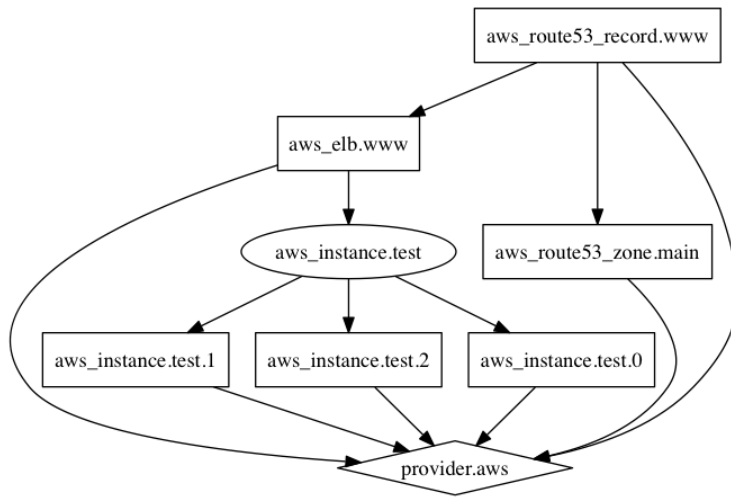 aws_route53_record.www
aws_elb.www
aws_instance.test
aws_route53_zone.main
aws_instance.test.1
aws_instance.test.2
aws_instance.test.0
provider.aws